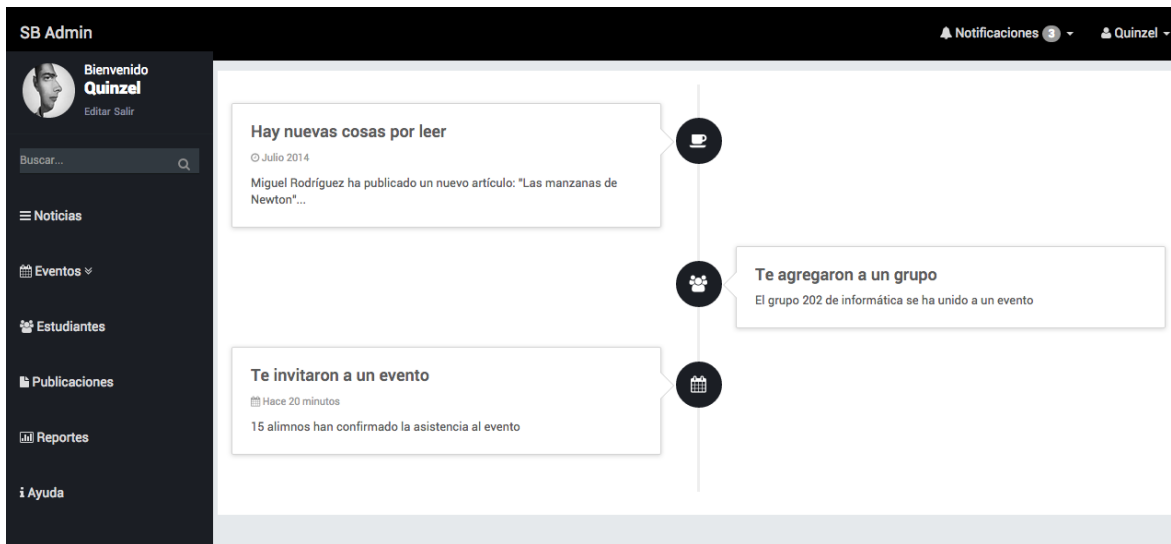 SB Admin
Notificaciones 3
Quinzel
Bienvenido
Quinzel
Editar Salir
Buscar...
Noticias
Eventos
Estudiantes
Publicaciones
Reportes
Ayuda
Hay nuevas cosas por leer
Julio 2014
Miguel Rodríguez ha publicado un nuevo artículo: "Las manzanas de
Newton"...
Te agregaron a un grupo
El grupo 202 de informática se ha unido a un evento
Te invitaron a un evento
Hace 20 minutos
15 alimnos han confirmado la asistencia al evento